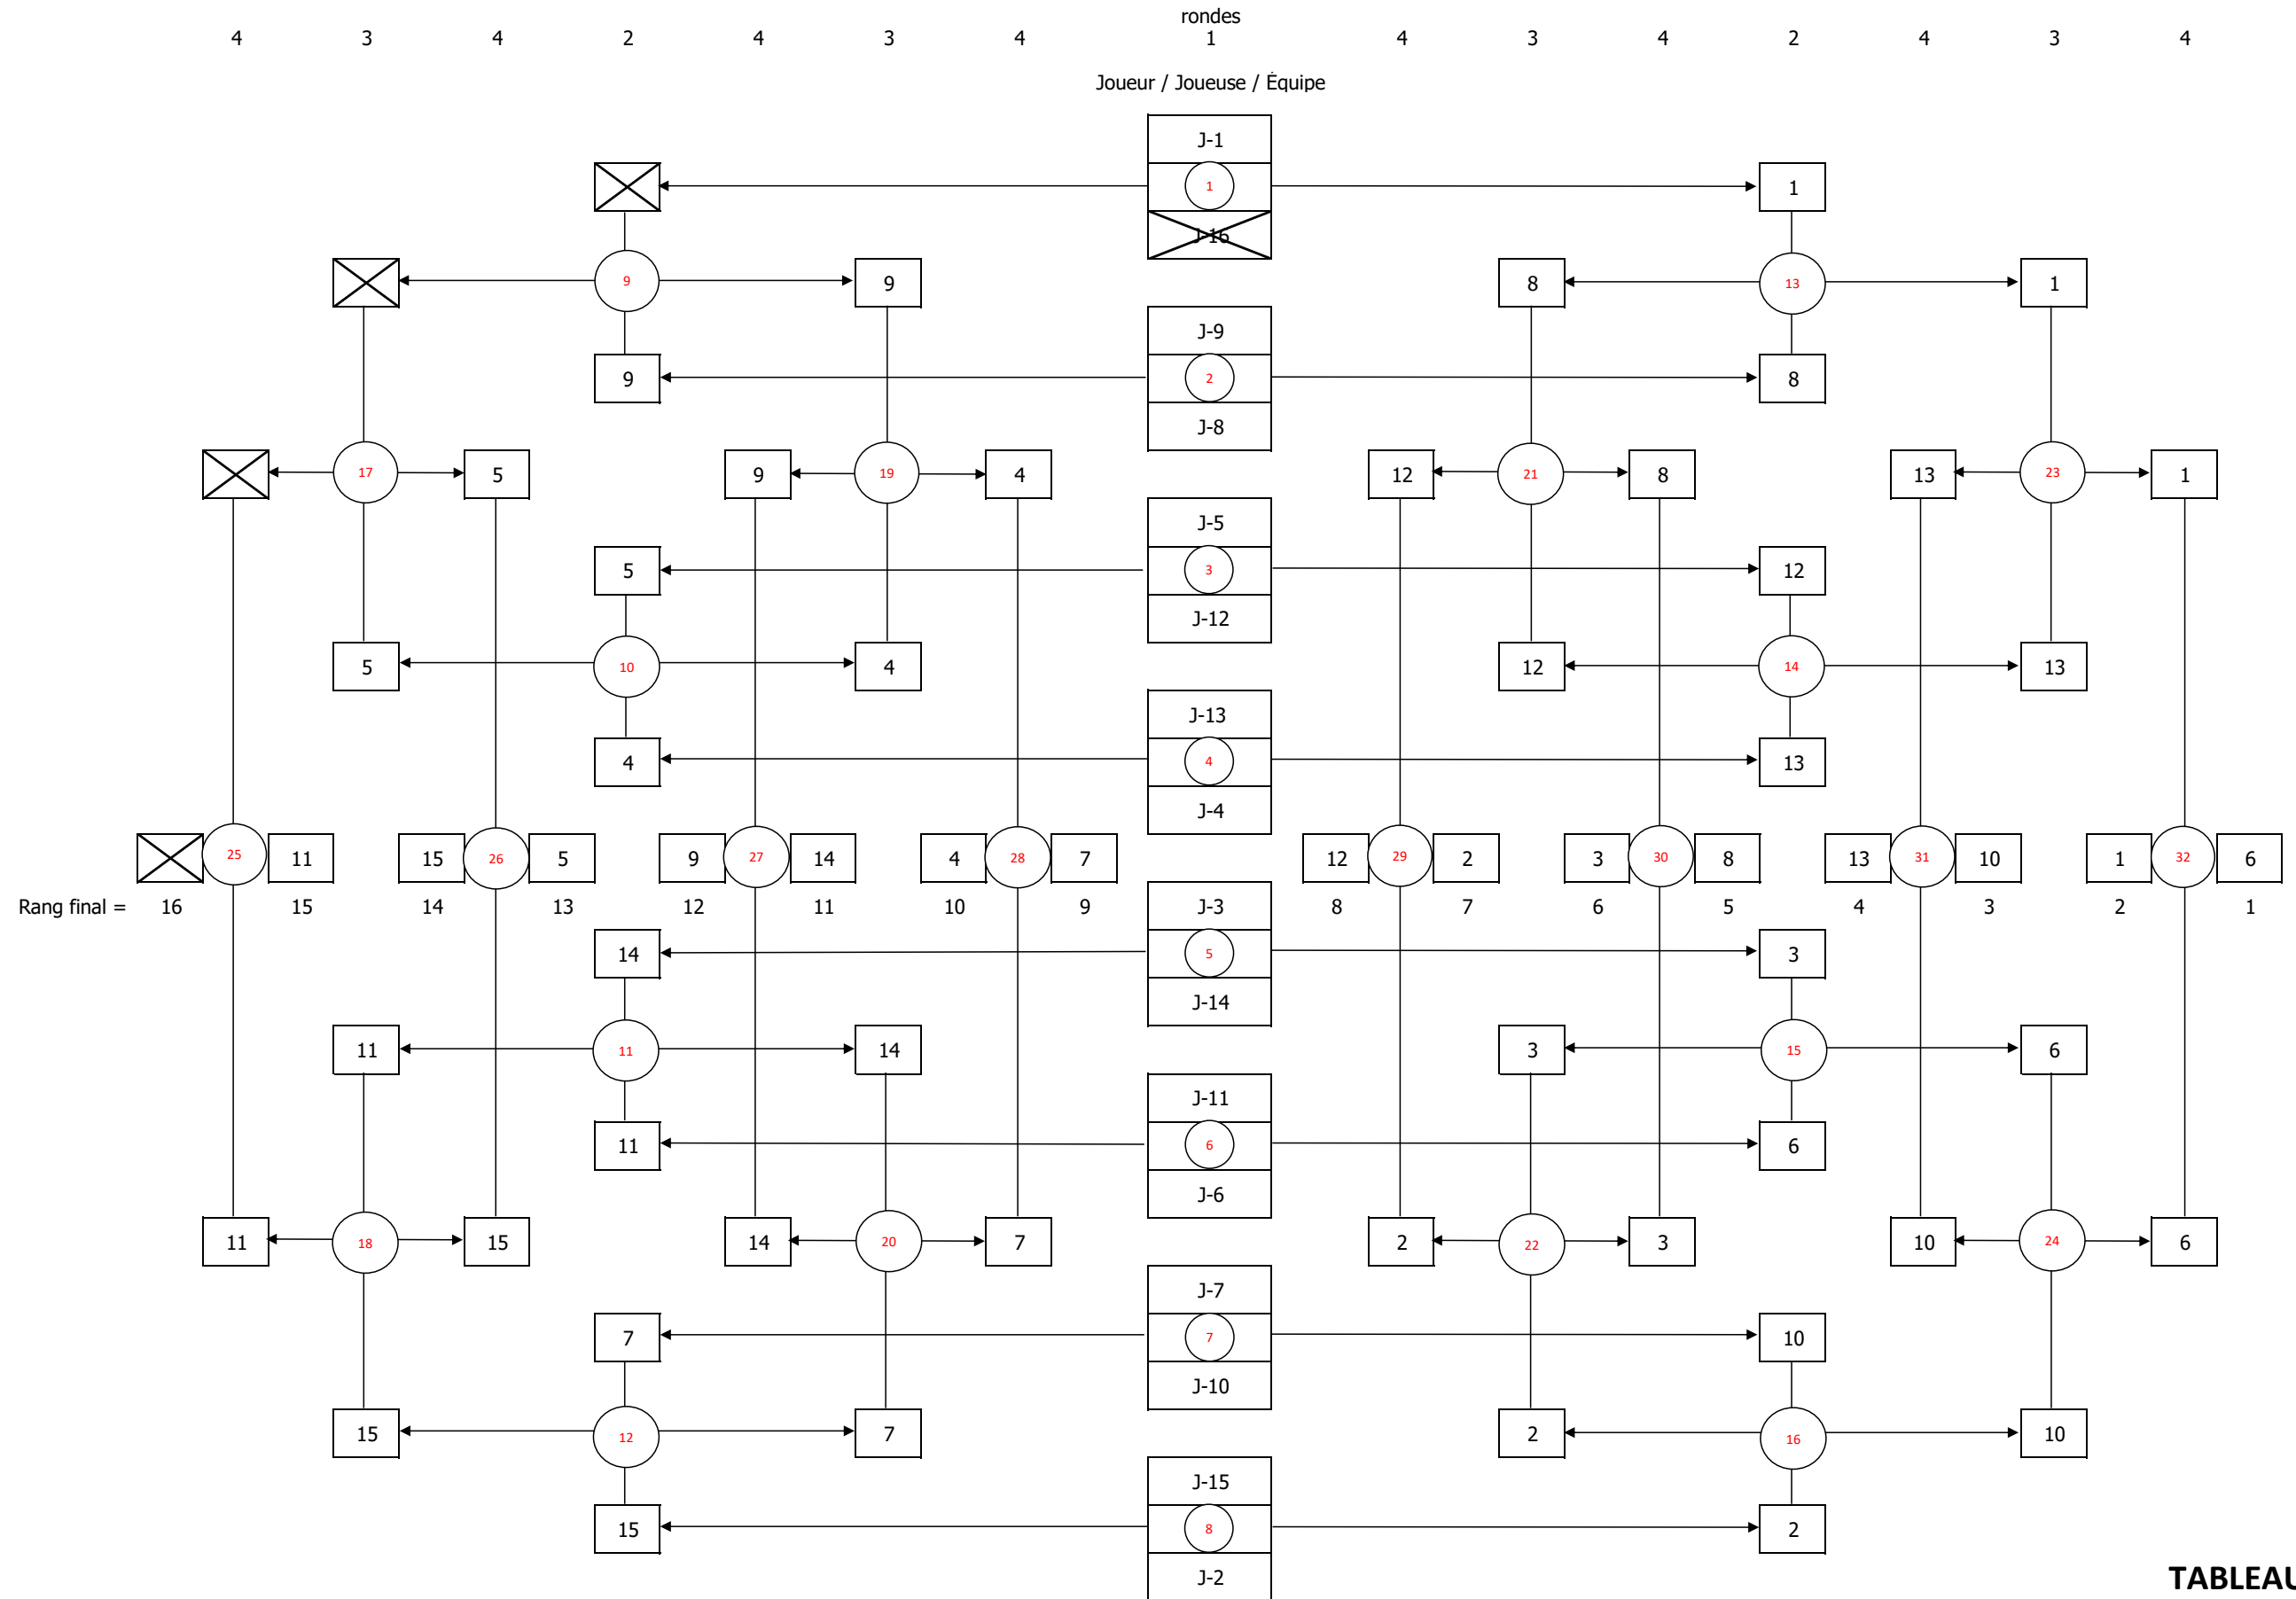 rondes
4 3 4 2 4 3 4 1 4 3 4 2 4 3 4
Joueur / Joueuse / Équipe
J-1
1 1
J-16
9 9 8 13 1
J-9
9 2 8
J-8
17 5 9 19 4 12 21 8 13 23 1
J-5
5 3 12
J-12
5 10 4 12 14 13
J-13
4 4 13
J-4
25 11 15 26 5 9 27 14 4 28 7 12 29 2 3 30 8 13 31 10 1 32 6
Rang final = 16 15 14 13 12 11 10 9 J-3 8 7 6 5 4 3 2 1
14 5 3
J-14
11 11 14 3 15 6
J-11
11 6 6
J-6
11 18 15 14 20 7 2 22 3 10 24 6
J-7
7 7 10
J-10
15 12 7 2 16 10
J-15
15 8 2
J-2
TABLEAU